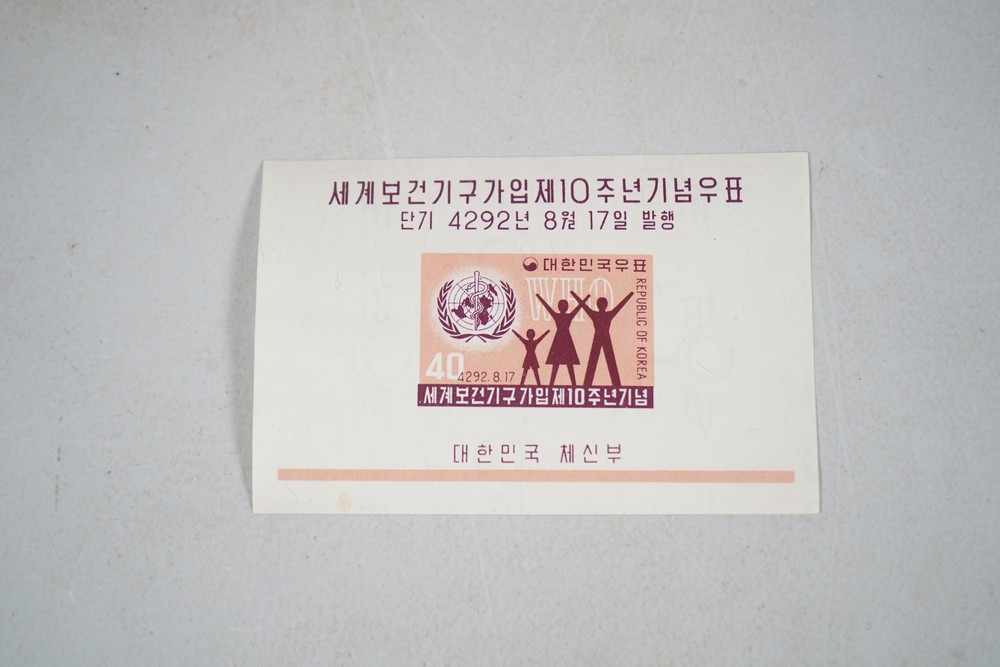 세계보건기구가입제10주년기념우표
단기 4292년 8월 17일 발행
대한민국우표
WHO
REPUBLIC OF KOREA
40
4292.8.17
세계보건기구가입제10주년기념
대한민국 체신부